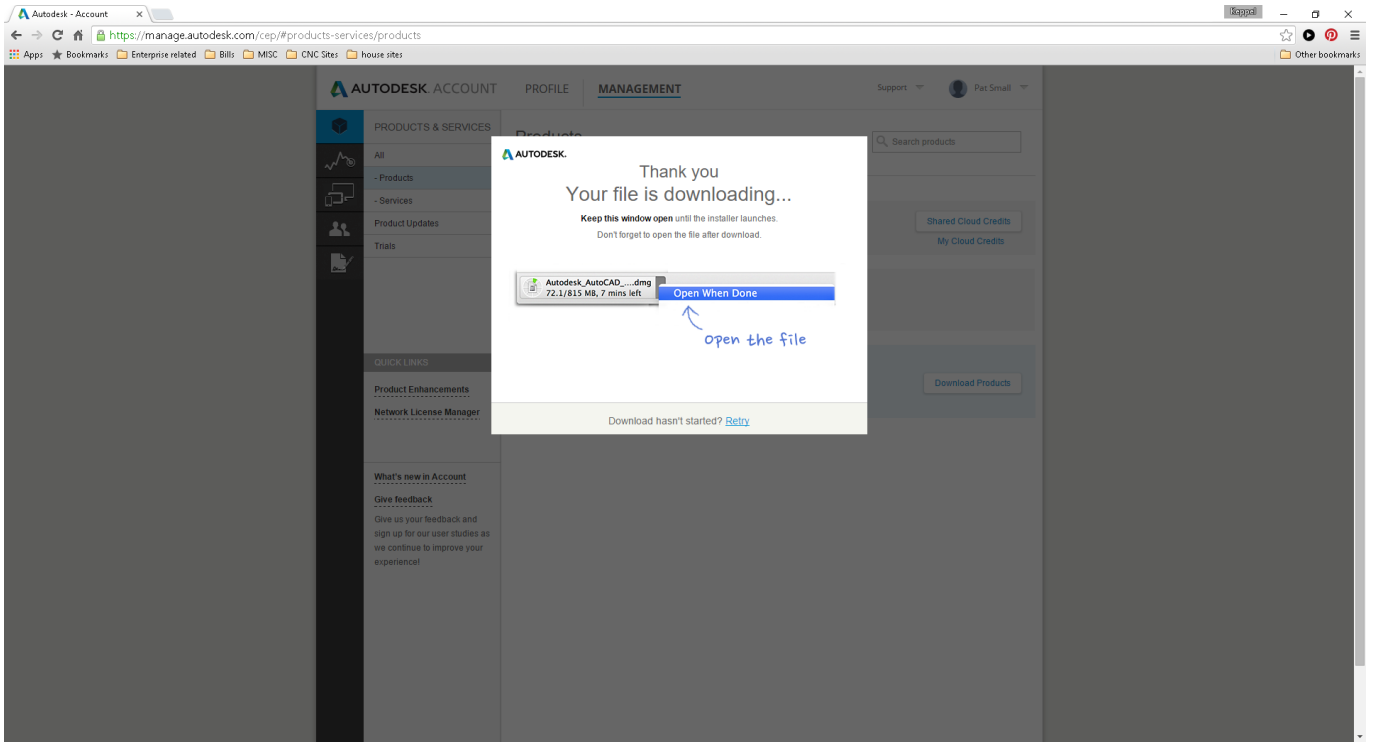 Autodesk - Account
Keppel
https://manage.autodesk.com/cep/#products-services/products
Apps Bookmarks Enterprise related Bills MISC CNC Sites house sites Other bookmarks
AUTODESK. ACCOUNT PROFILE MANAGEMENT Support Pat Small
PRODUCTS & SERVICES
All
- Products
- Services
Product Updates
Trials
QUICK LINKS
Product Enhancements
Network License Manager
What's new in Account
Give feedback
Give us your feedback and
sign up for our user studies as
we continue to improve your
experience!
Products
Search products
Shared Cloud Credits
My Cloud Credits
Download Products
AUTODESK.
Thank you
Your file is downloading...
Keep this window open until the installer launches.
Don't forget to open the file after download.
Autodesk_AutoCAD_....dmg
72.1/815 MB, 7 mins left
Open When Done
open the file
Download hasn't started? Retry